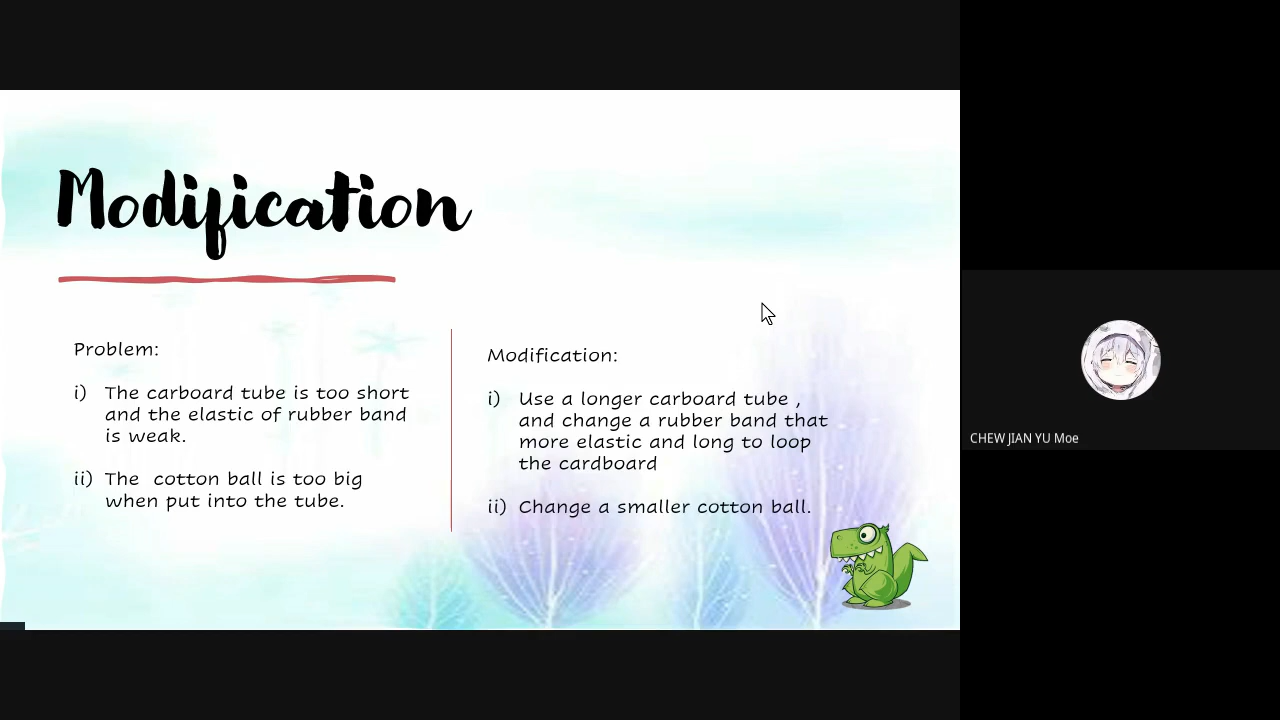 Modification
Problem:
i) The carboard tube is too short
and the elastic of rubber band
is weak.
ii) The cotton ball is too big
when put into the tube.
Modification:
i) Use a longer carboard tube ,
and change a rubber band that
more elastic and long to loop
the cardboard
ii) Change a smaller cotton ball.
CHEW JIAN YU Moe